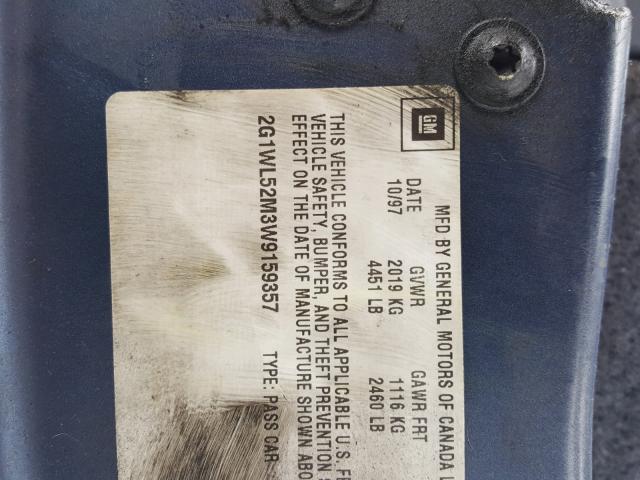 GM
MFD BY GENERAL MOTORS OF CANADA L
DATE GVWR GAWR FRT
10/97 2019 KG 1116 KG
4451 LB 2460 LB
THIS VEHICLE CONFORMS TO ALL APPLICABLE U.S. FE
VEHICLE SAFETY, BUMPER, AND THEFT PREVENTION S
EFFECT ON THE DATE OF MANUFACTURE SHOWN ABO
2G1WL52M3W9159357 TYPE: PASS CAR